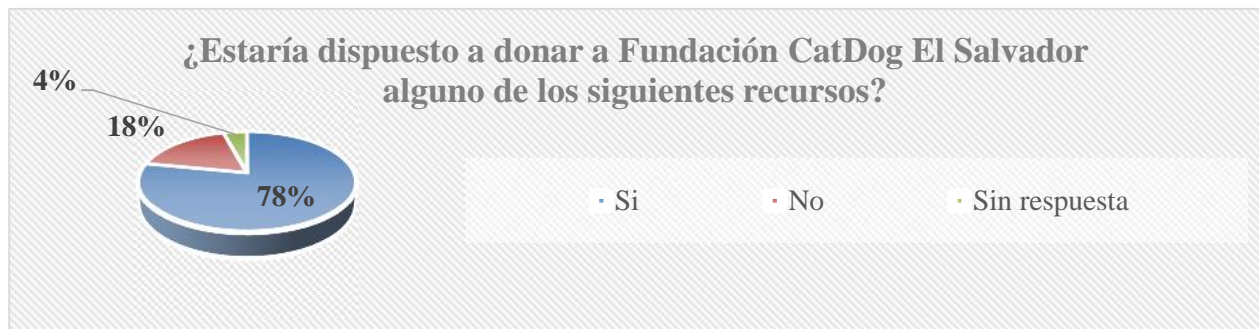 ¿Estaría dispuesto a donar a Fundación CatDog El Salvador
alguno de los siguientes recursos?
4%
18%
78%
Si
No
Sin respuesta